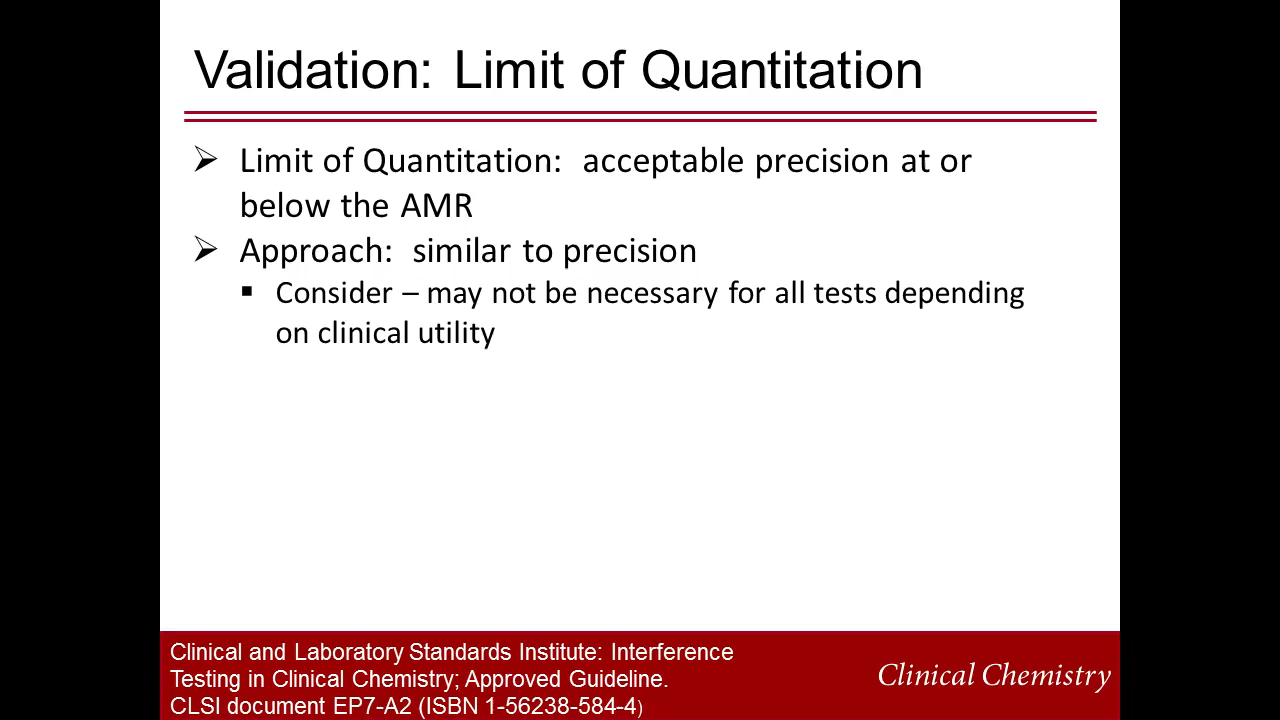 Validation: Limit of Quantitation
➢ Limit of Quantitation:  acceptable precision at or
below the AMR
➢ Approach:  similar to precision
▪ Consider – may not be necessary for all tests depending
on clinical utility
Clinical and Laboratory Standards Institute: Interference
Testing in Clinical Chemistry; Approved Guideline.
CLSI document EP7-A2 (ISBN 1-56238-584-4)
Clinical Chemistry